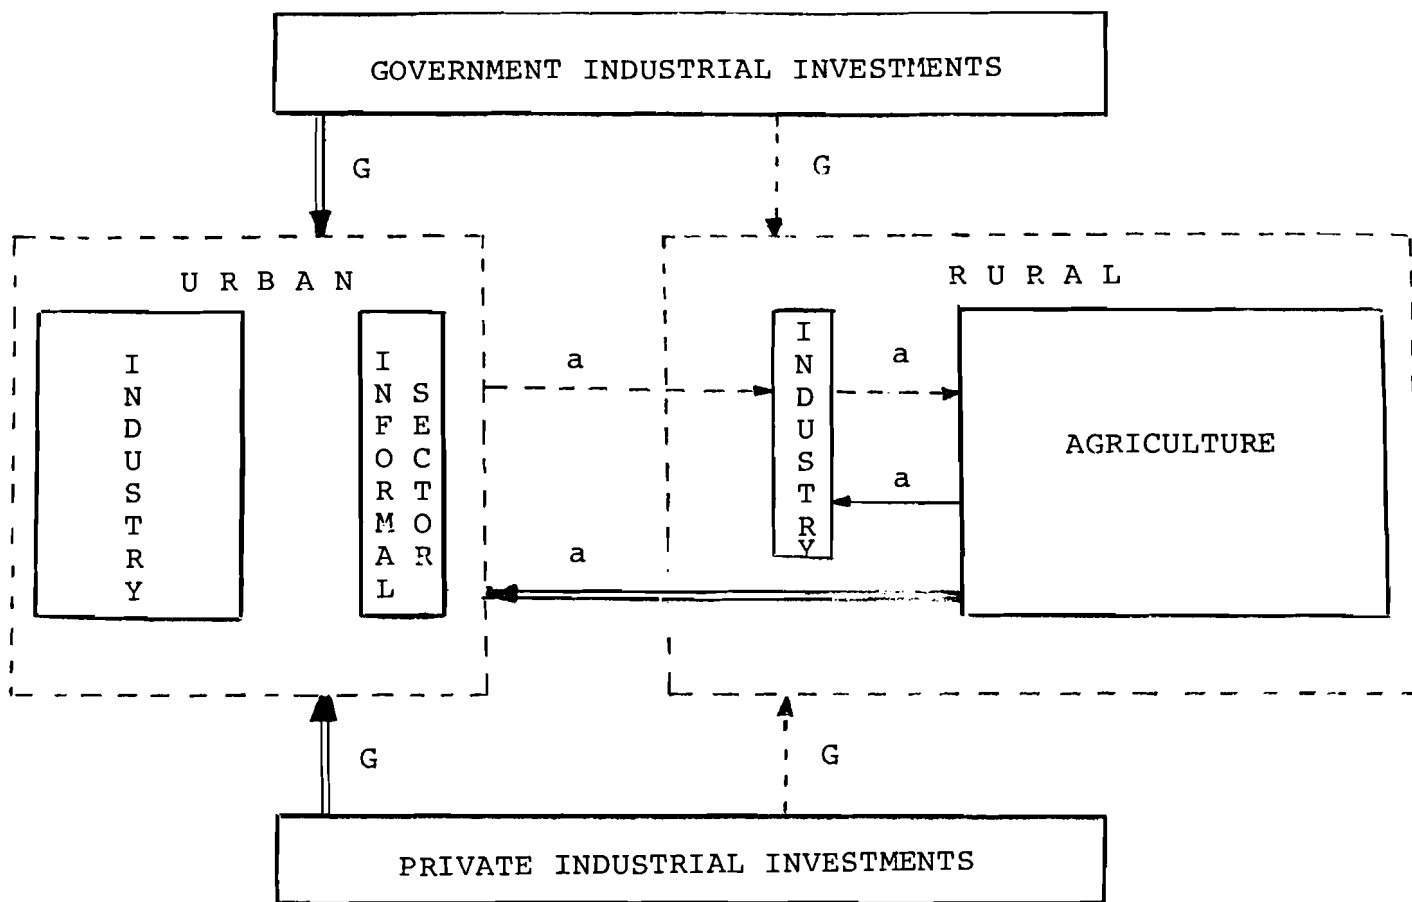 GOVERNMENT INDUSTRIAL INVESTMENTS
G
G
URBAN
RURAL
INDUSTRY
INFORMAL
SECTOR
a
INDUSTRY
a
AGRICULTURE
a
a
G
G
PRIVATE INDUSTRIAL INVESTMENTS